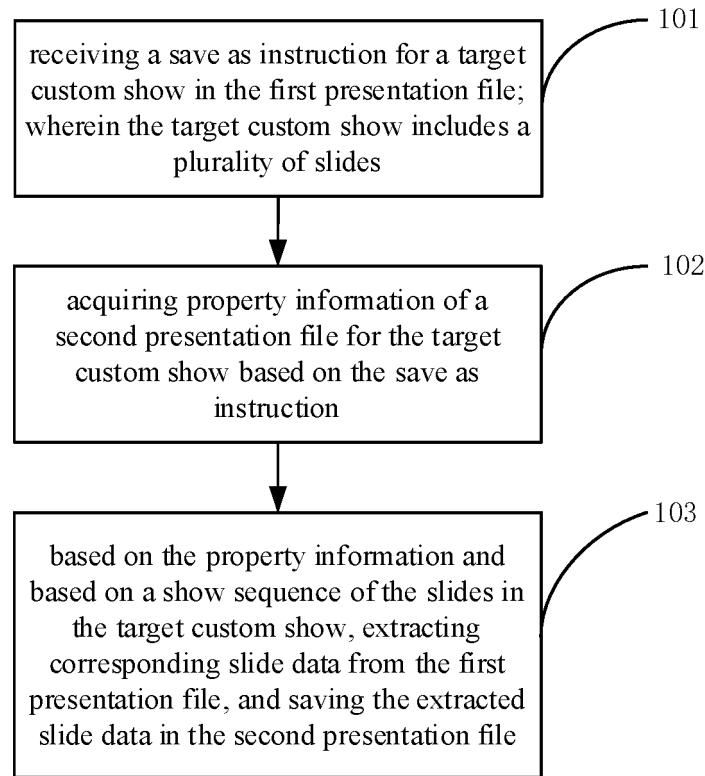 receiving a save as instruction for a target
custom show in the first presentation file;
wherein the target custom show includes a
plurality of slides
101
acquiring property information of a
second presentation file for the target
custom show based on the save as
instruction
102
based on the property information and
based on a show sequence of the slides in
the target custom show, extracting
corresponding slide data from the first
presentation file, and saving the extracted
slide data in the second presentation file
103